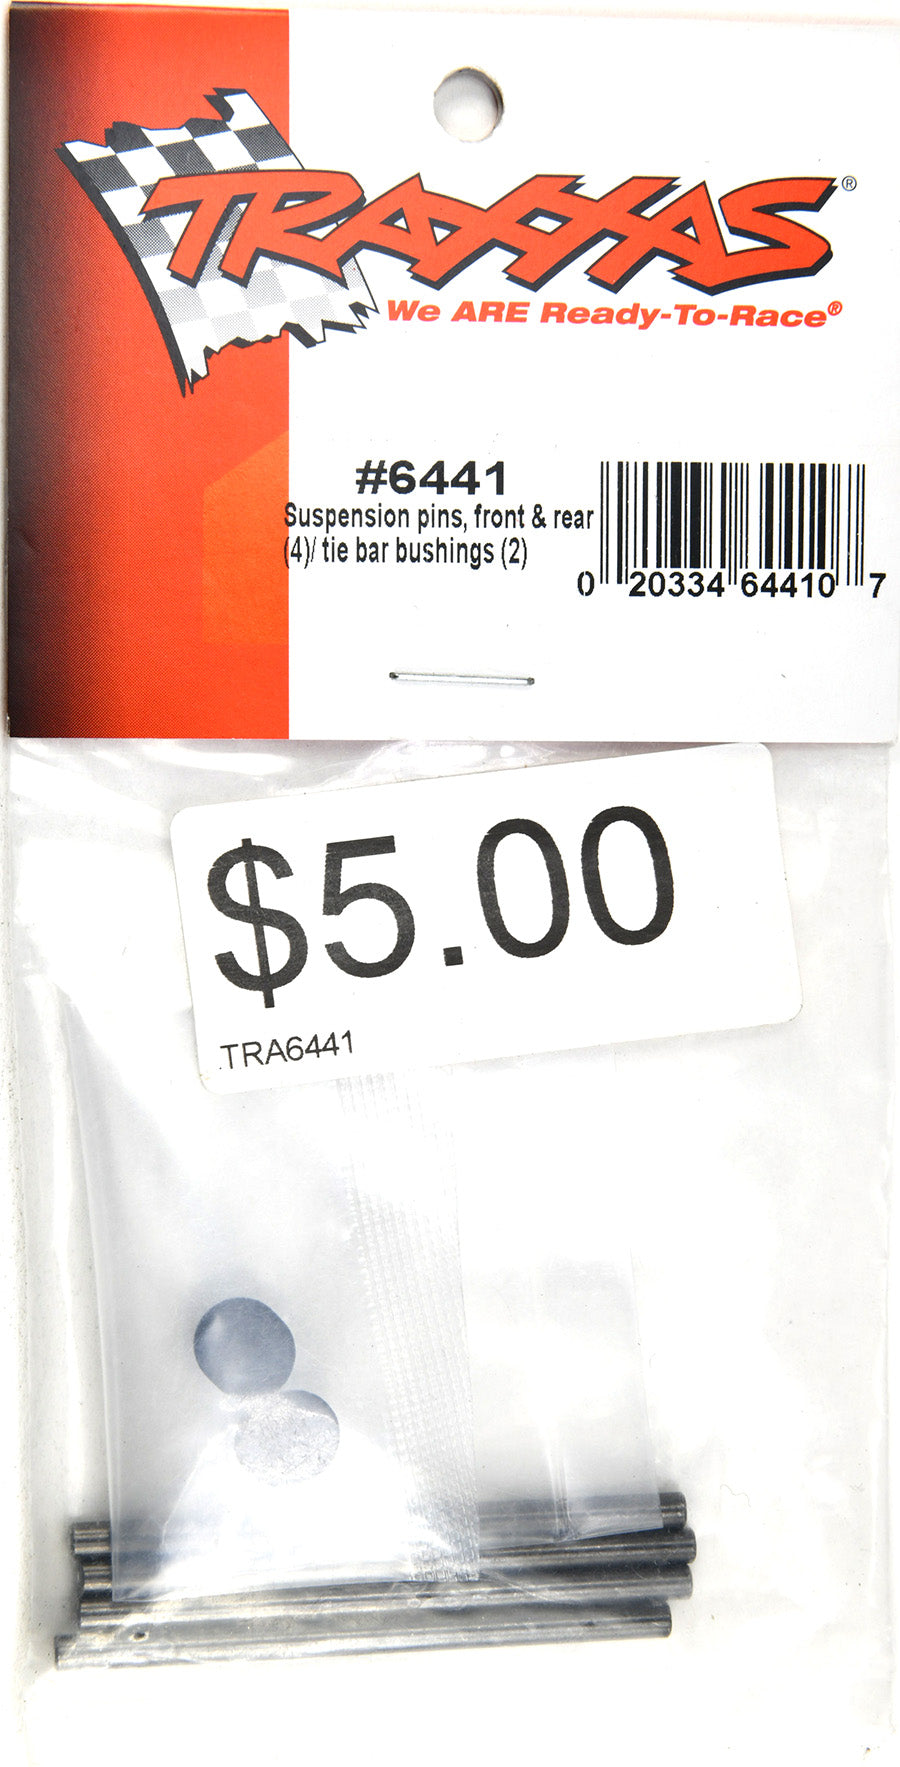 TRAXXAS®
We ARE Ready-To-Race®
#6441
Suspension pins, front & rear
(4)/ tie bar bushings (2)
0 20334 64410 7
$5.00
TRA6441